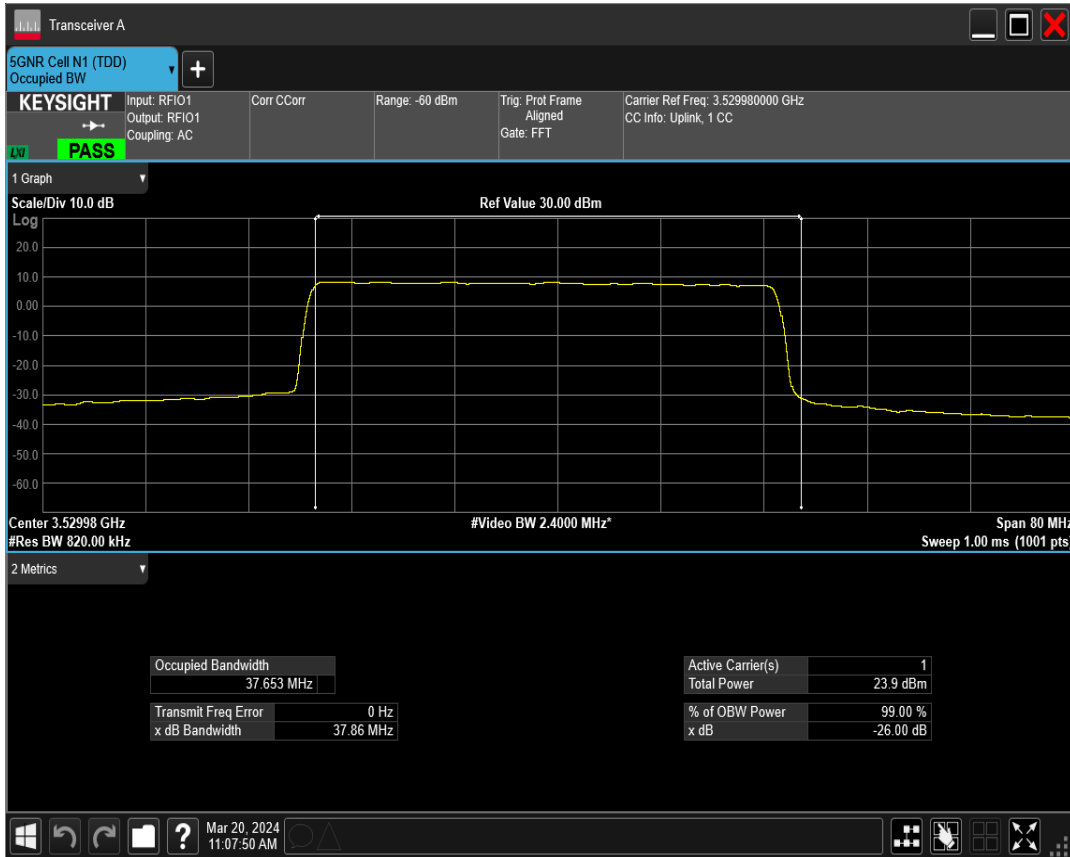 Transceiver A
5GNR Cell N1 (TDD)
Occupied BW
+
KEYSIGHT
LXI
PASS
Input: RFIO1
Output: RFIO1
Coupling: AC
Corr CCorr
Range: -60 dBm
Trig: Prot Frame
Aligned
Gate: FFT
Carrier Ref Freq: 3.529980000 GHz
CC Info: Uplink, 1 CC
1 Graph
Scale/Div 10.0 dB
Ref Value 30.00 dBm
Log
20.0
10.0
0.00
-10.0
-20.0
-30.0
-40.0
-50.0
-60.0
Center 3.52998 GHz
#Video BW 2.4000 MHz*
Span 80 MHz
#Res BW 820.00 kHz
Sweep 1.00 ms (1001 pts)
2 Metrics
Occupied Bandwidth
37.653 MHz
Transmit Freq Error 0 Hz
x dB Bandwidth 37.86 MHz
Active Carrier(s) 1
Total Power 23.9 dBm
% of OBW Power 99.00 %
x dB -26.00 dB
?
Mar 20, 2024
11:07:50 AM